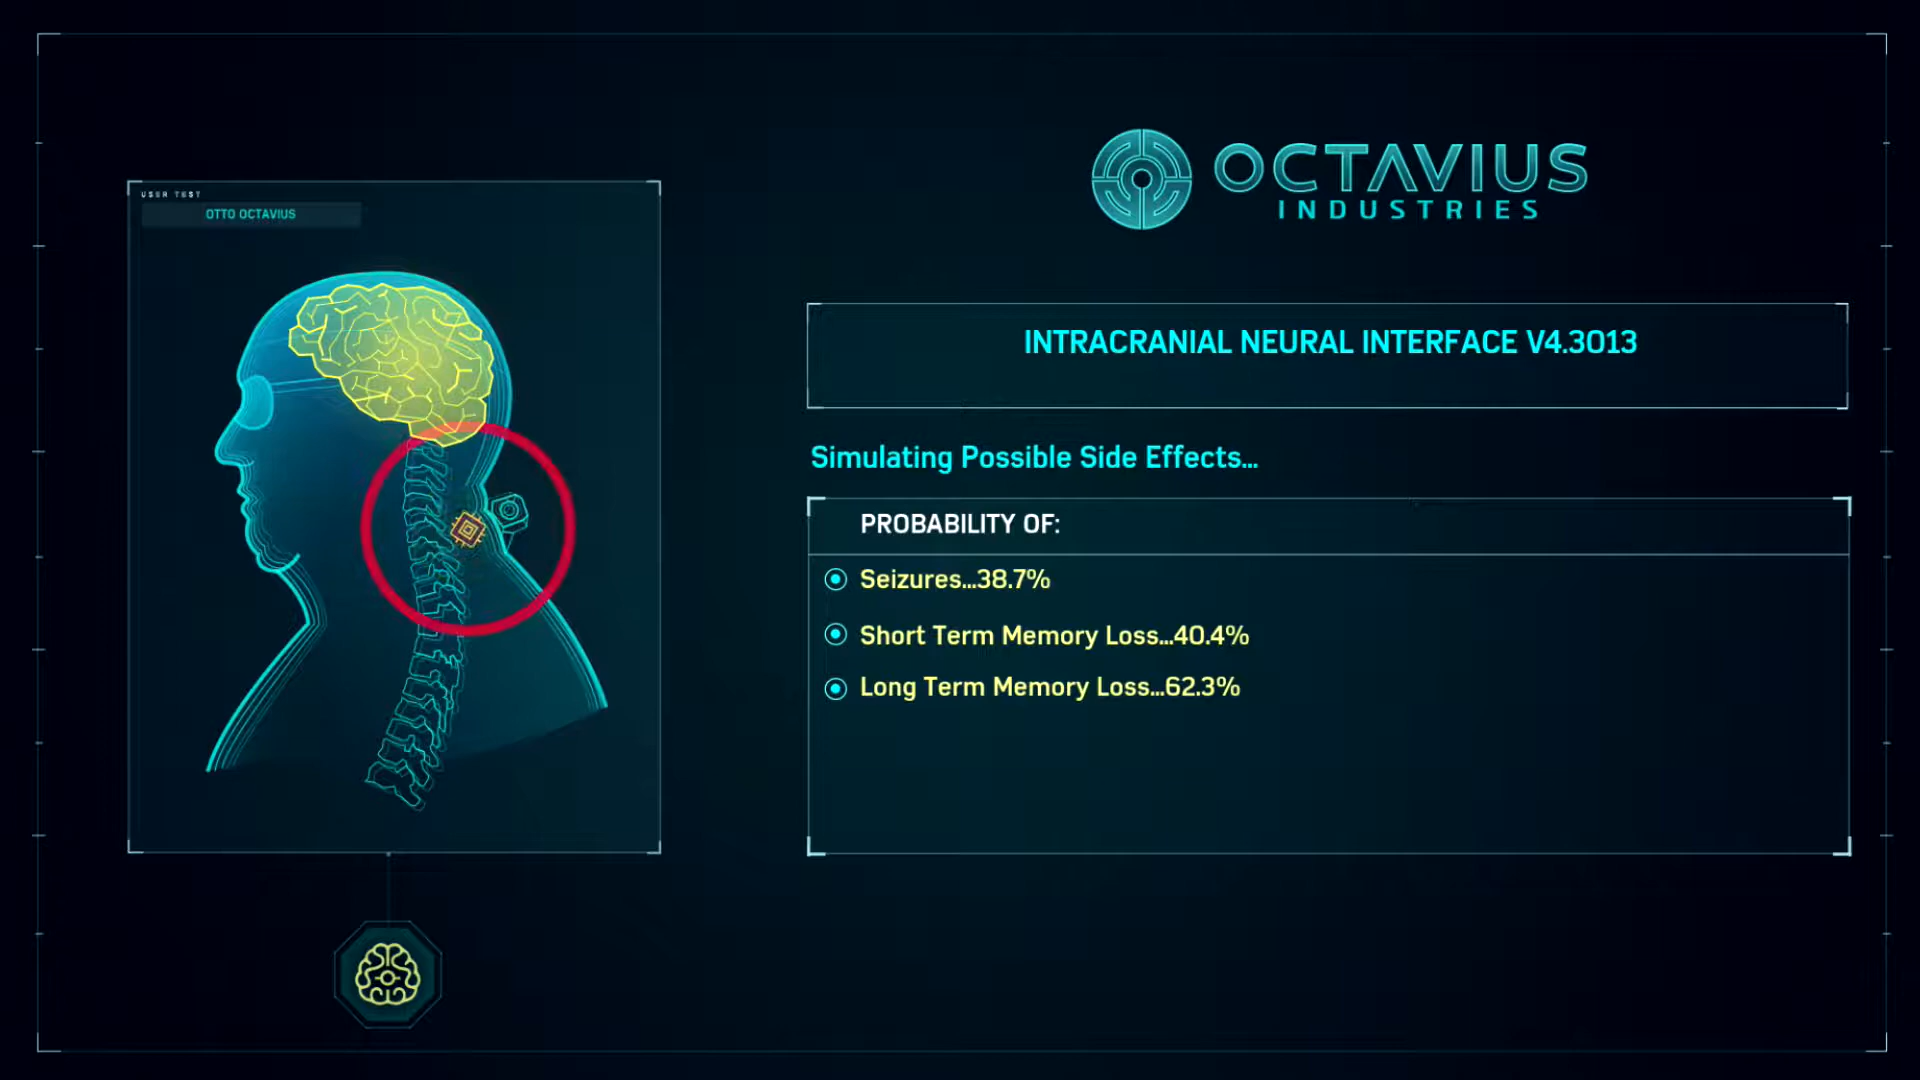 USER TEST
OTTO OCTAVIUS
OCTAVIUS
INDUSTRIES
INTRACRANIAL NEURAL INTERFACE V4.3013
Simulating Possible Side Effects...
PROBABILITY OF:
Seizures...38.7%
Short Term Memory Loss...40.4%
Long Term Memory Loss...62.3%